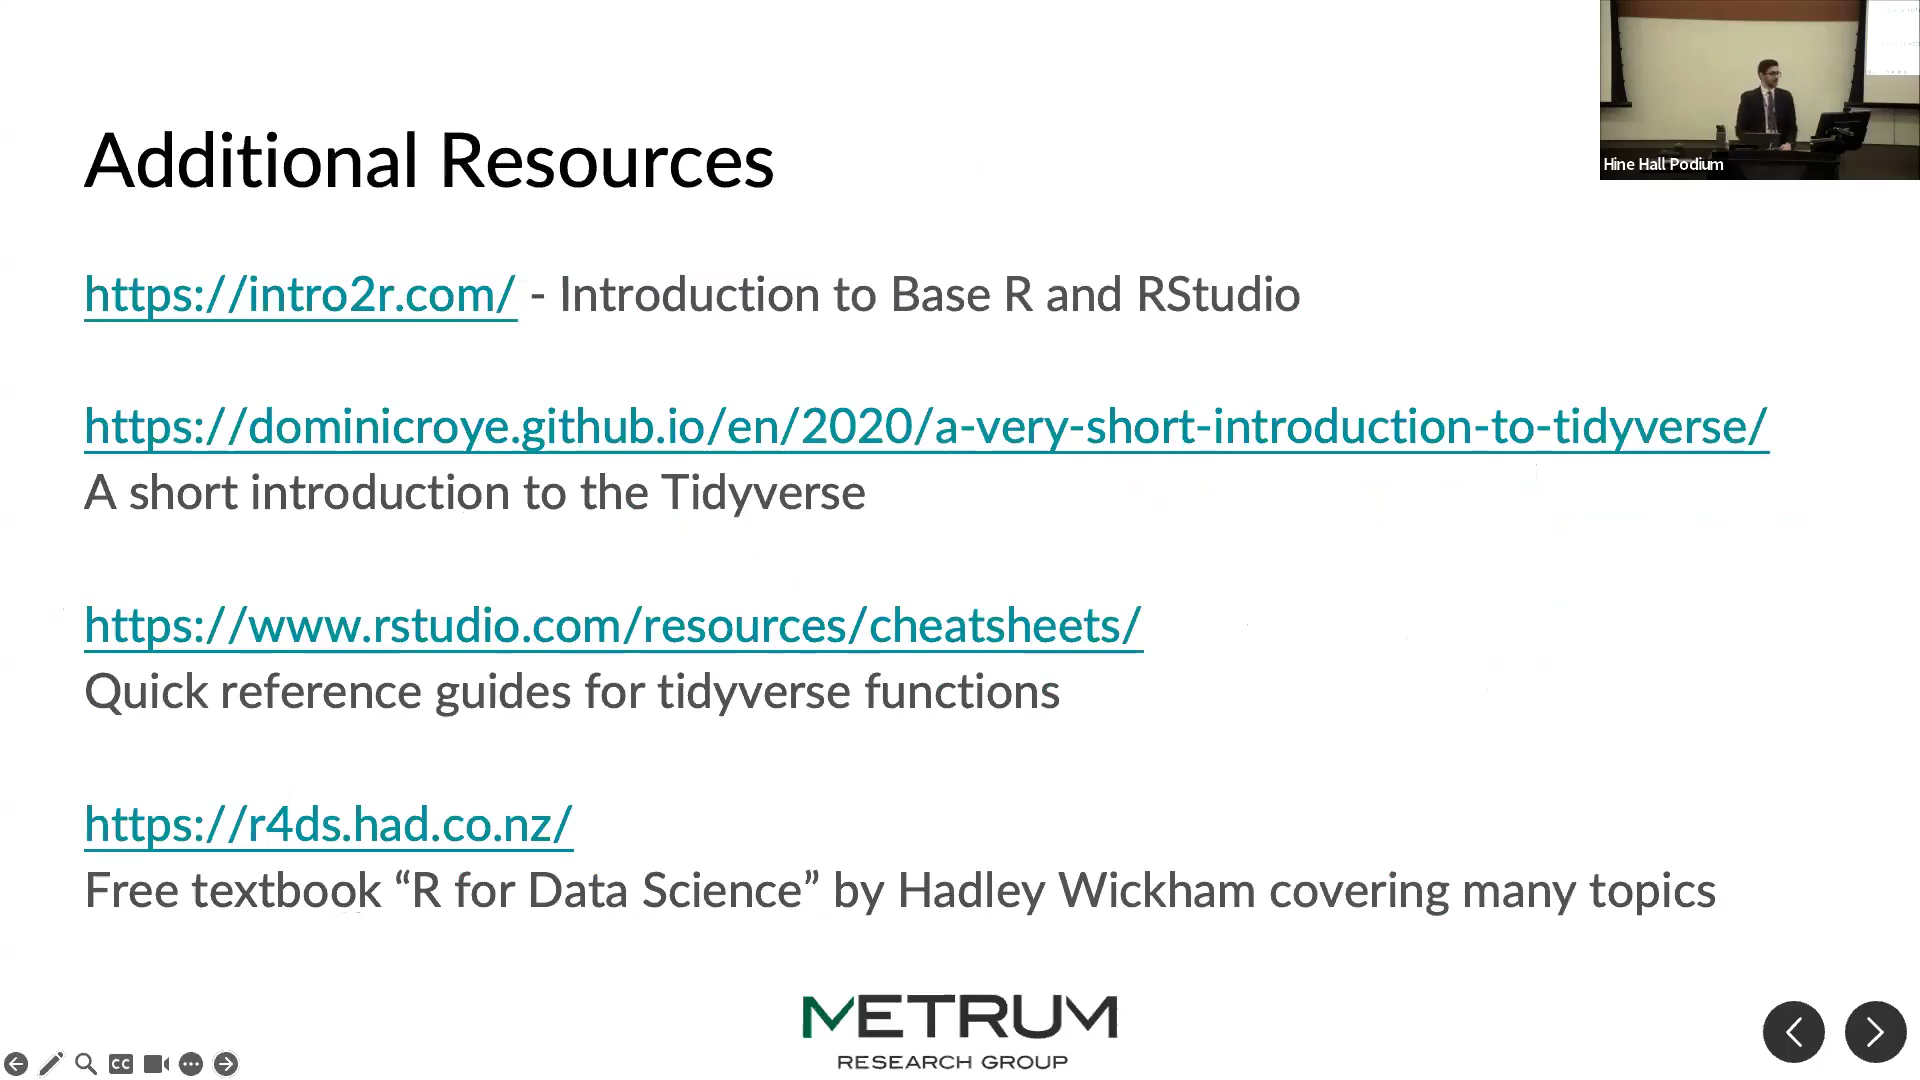 Hine Hall Podium
Additional Resources
https://intro2r.com/ - Introduction to Base R and RStudio
https://dominicroye.github.io/en/2020/a-very-short-introduction-to-tidyverse/
A short introduction to the Tidyverse
https://www.rstudio.com/resources/cheatsheets/
Quick reference guides for tidyverse functions
https://r4ds.had.co.nz/
Free textbook “R for Data Science” by Hadley Wickham covering many topics
METRUM
RESEARCH GROUP
CC